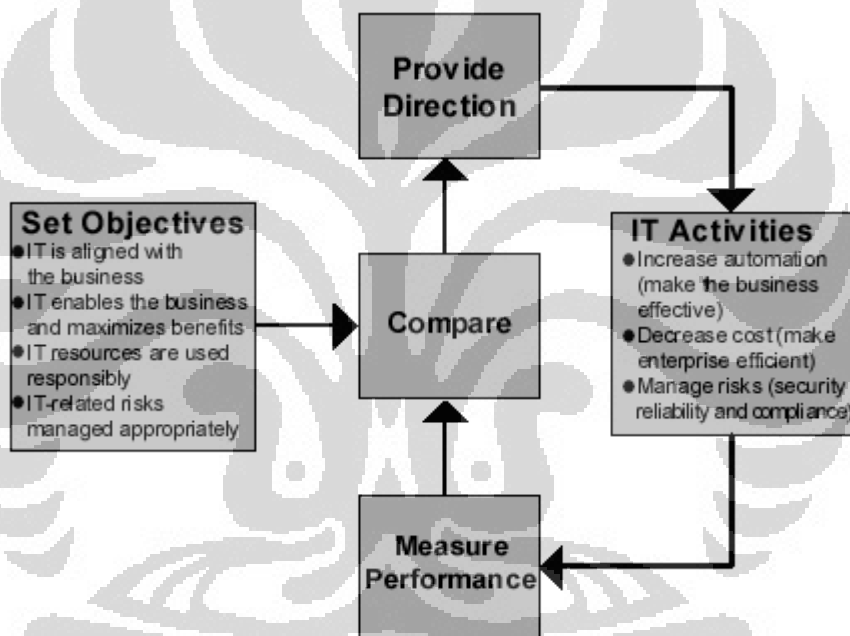 Provide
Direction
Set Objectives
●IT is aligned with
the business
●IT enables the business
and maximizes benefits
●IT resources are used
responsibly
●IT-related risks
managed appropriately
Compare
IT Activities
●Increase automation
(make the business
effective)
●Decrease cost (make
enterprise efficient)
●Manage risks (security
reliability and compliance)
Measure
Performance